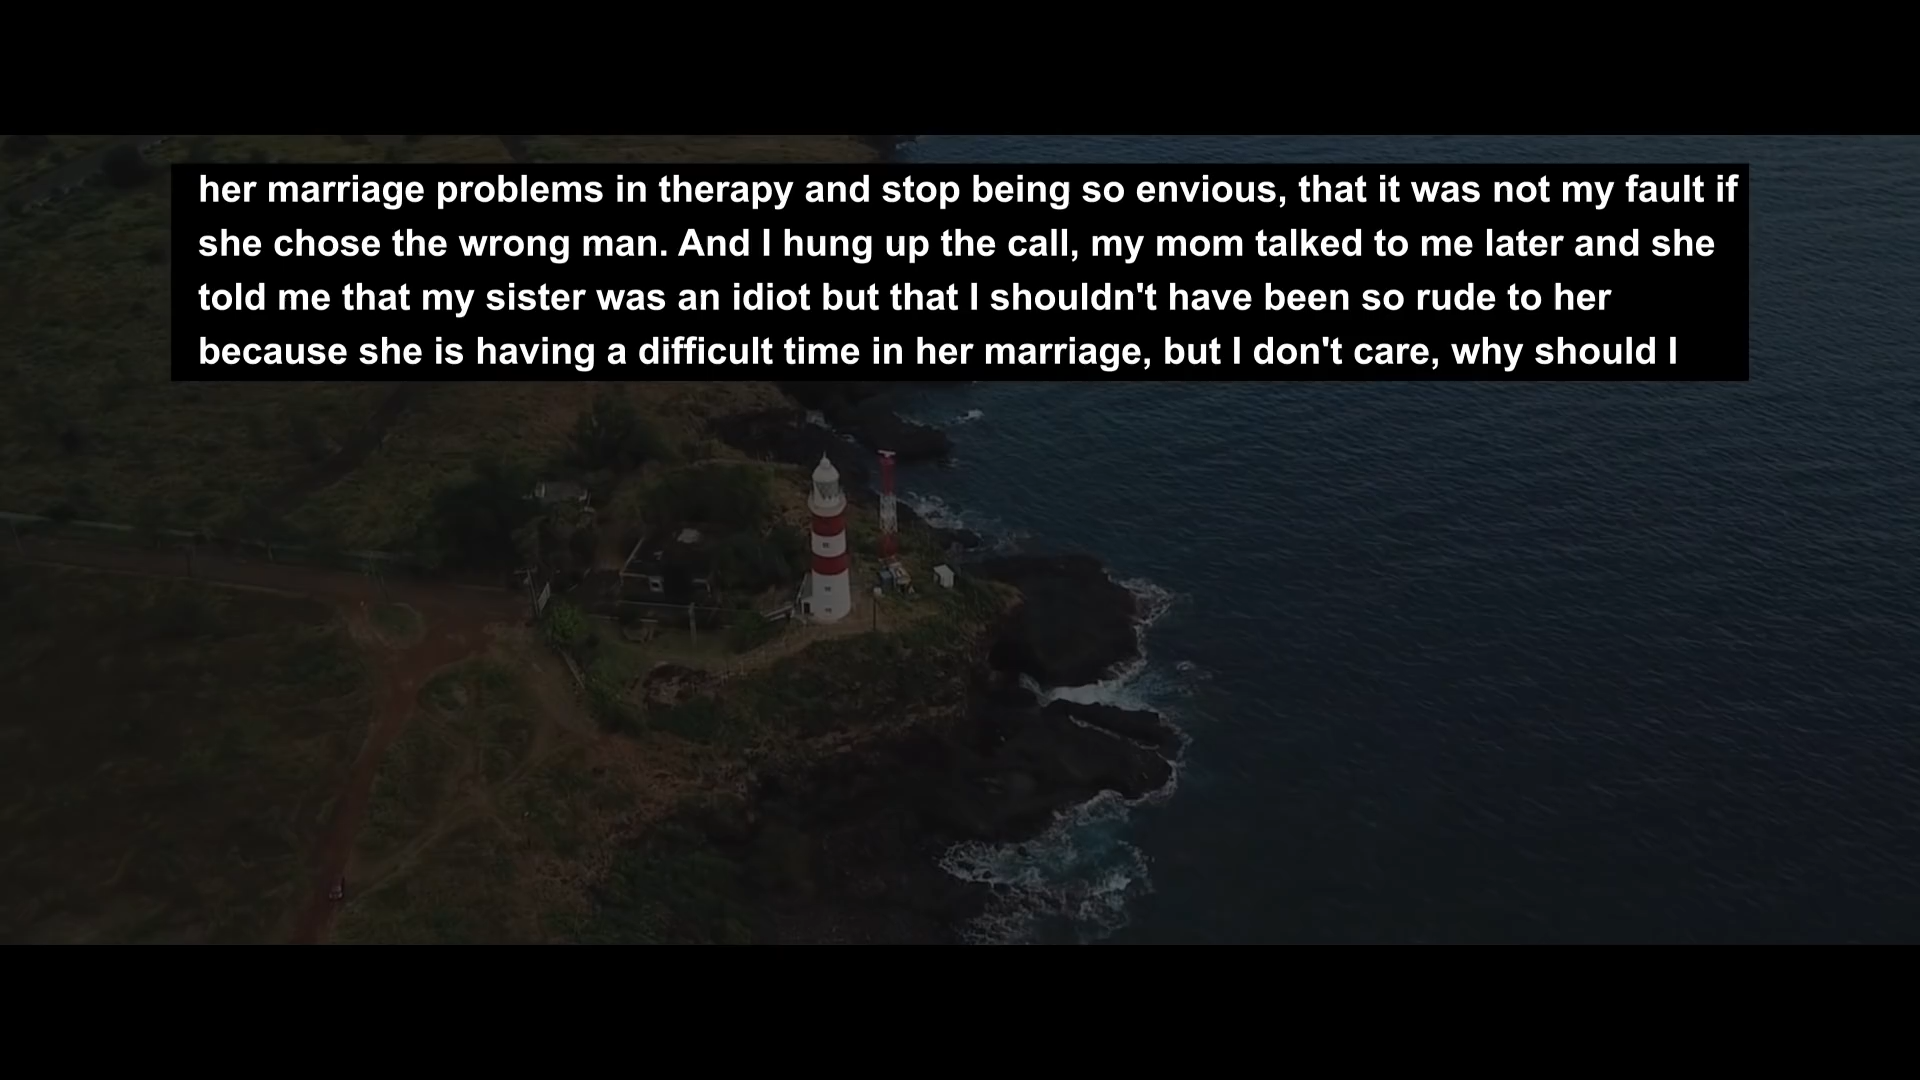 her marriage problems in therapy and stop being so envious, that it was not my fault if
she chose the wrong man. And I hung up the call, my mom talked to me later and she
told me that my sister was an idiot but that I shouldn't have been so rude to her
because she is having a difficult time in her marriage, but I don't care, why should I